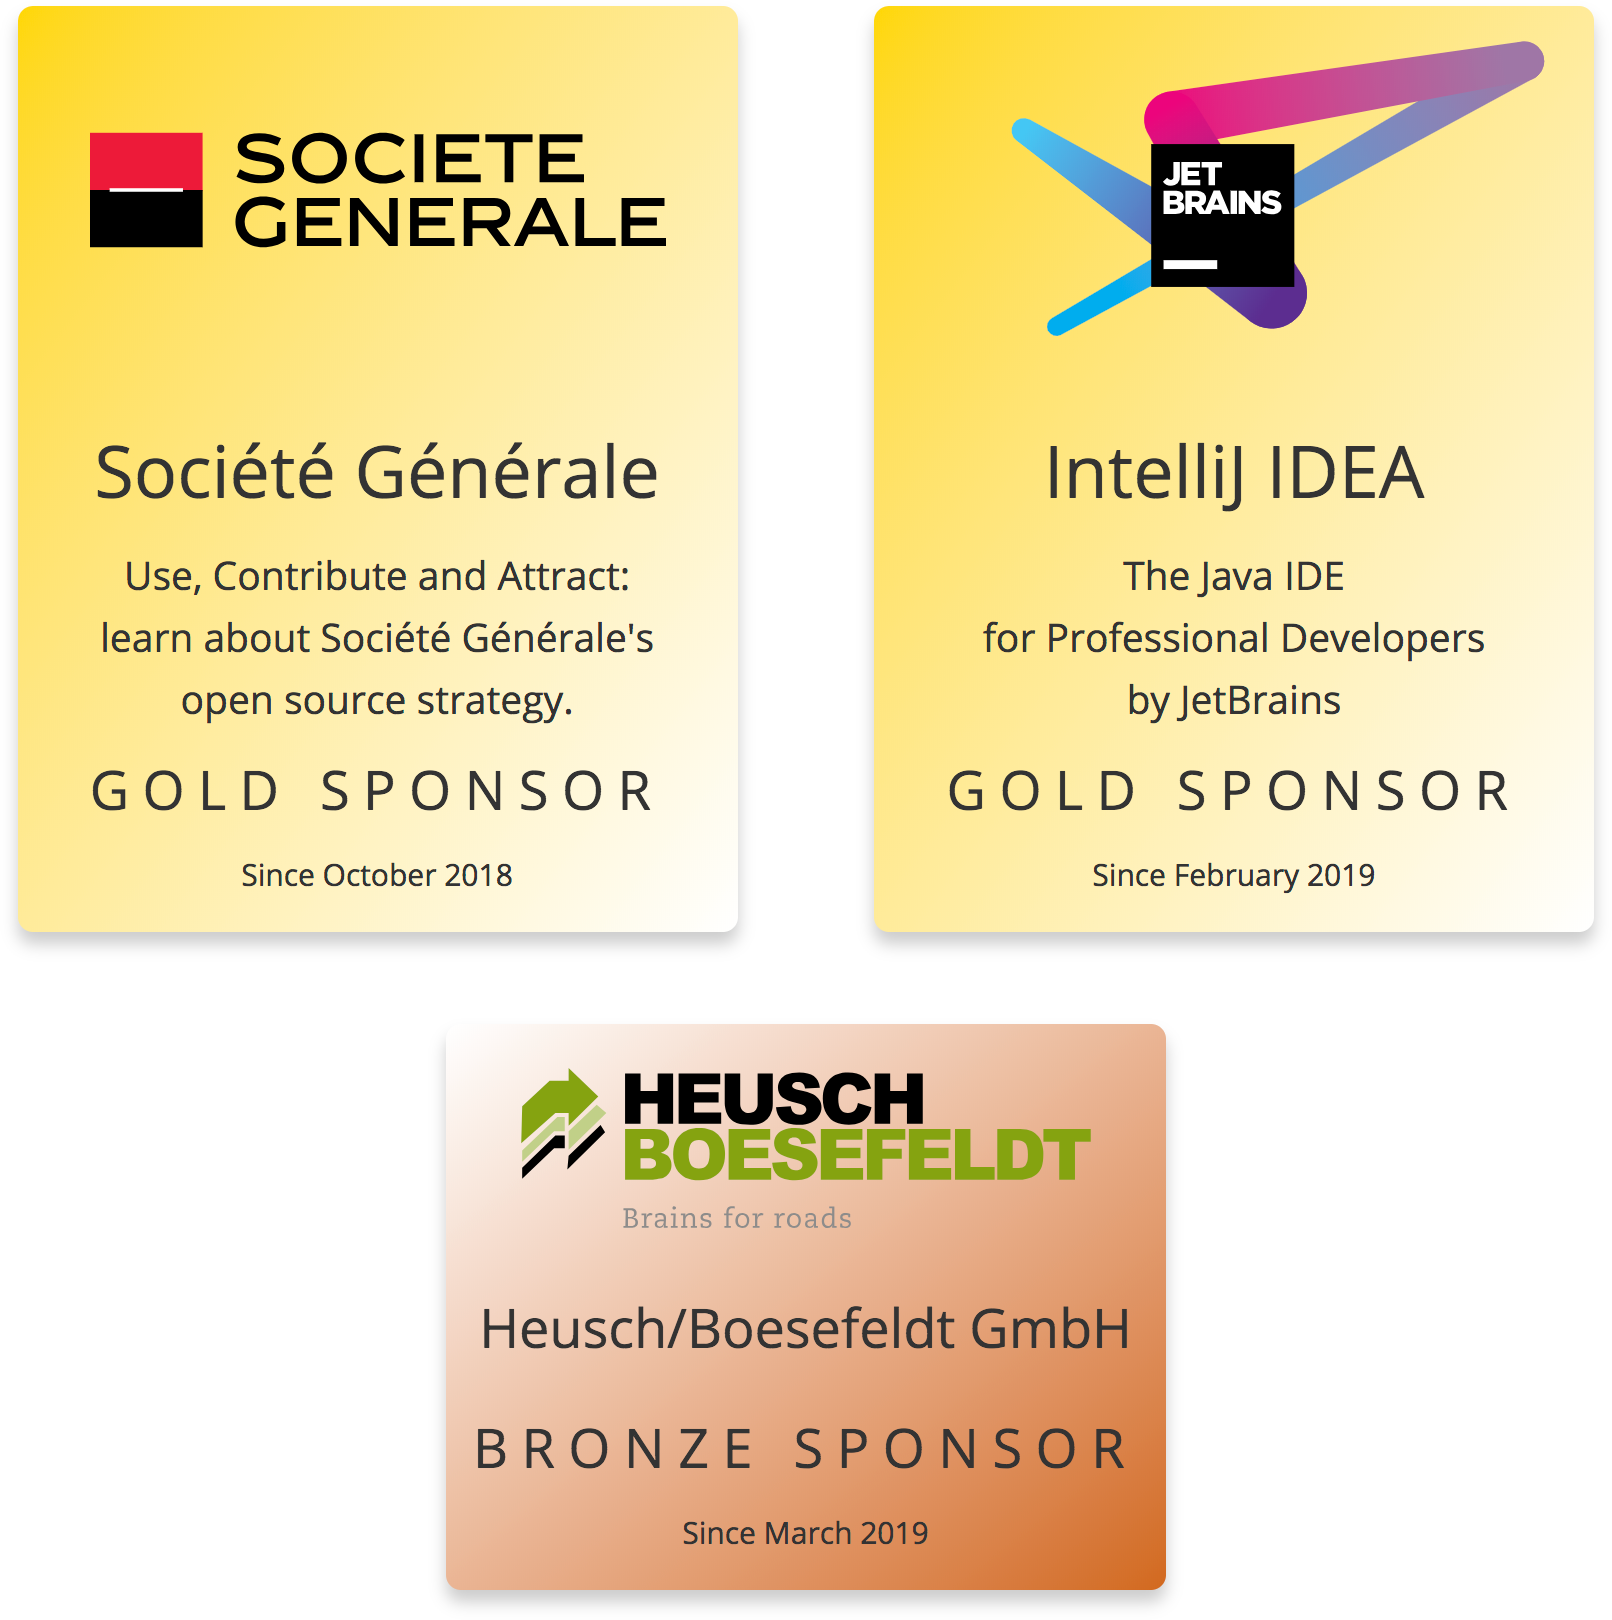 SOCIETE
GENERALE
Société Générale
Use, Contribute and Attract:
learn about Société Générale's
open source strategy.
GOLD SPONSOR
Since October 2018
JET
BRAINS
IntelliJ IDEA
The Java IDE
for Professional Developers
by JetBrains
GOLD SPONSOR
Since February 2019
HEUSCH
BOESEFELDT
Brains for roads
Heusch/Boesefeldt GmbH
BRONZE SPONSOR
Since March 2019